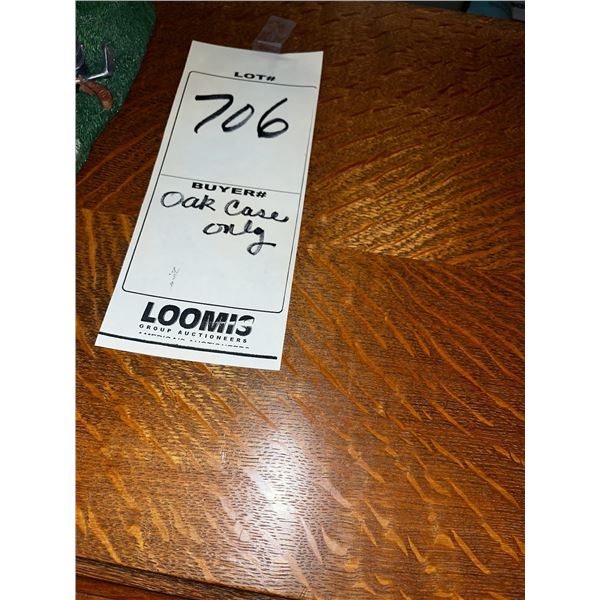 LOT#
706
BUYER#
Oak Case
only
LOOMIS
GROUP AUCTIONEERS